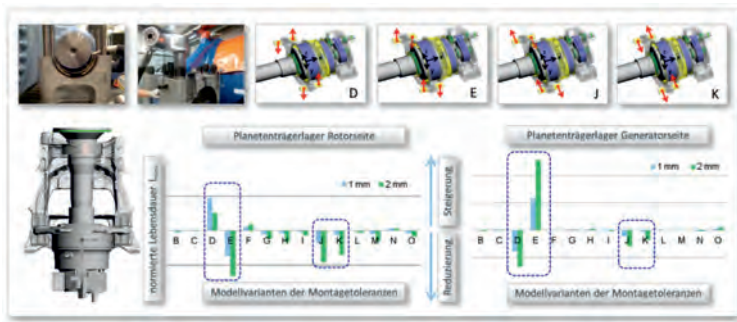 D
E
J
K
Planetenträgerlager Rotorseite
Planetenträgerlager Generatorseite
normierte Lebensdauer L...
Steigerung
Reduzierung
1 mm 2 mm
B C D E F G H I J K L M N O
1 mm 2 mm
B C D E F G H I J K L M N O
Modellvarianten der Montagetoleranzen
Modellvarianten der Montagetoleranzen